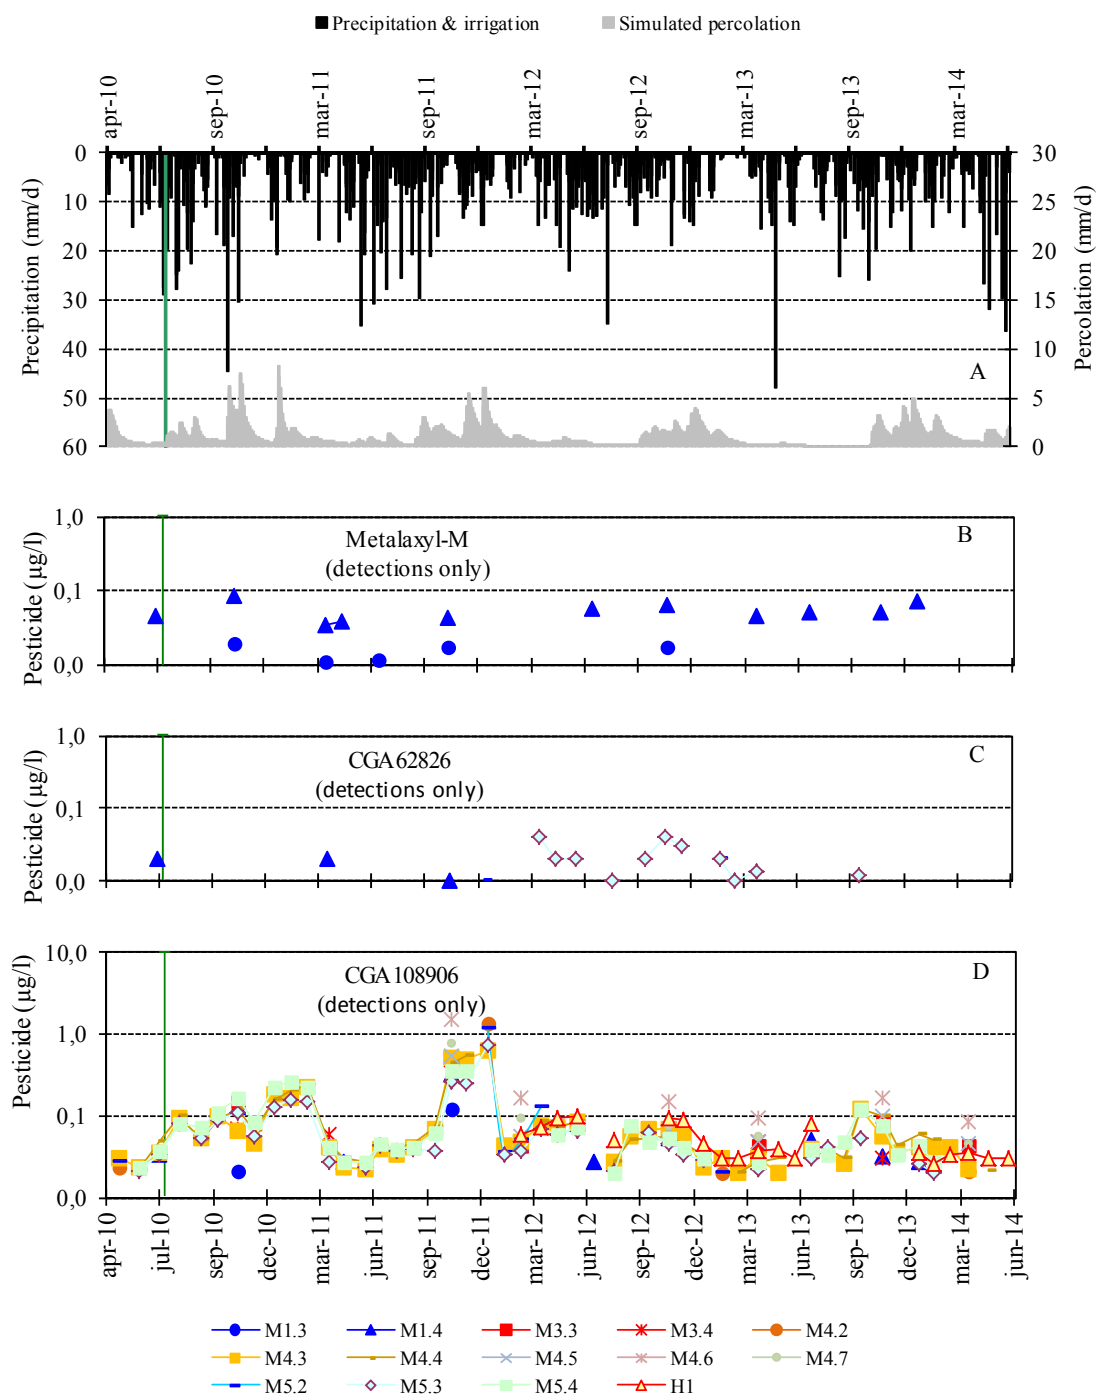 Precipitation & irrigation Simulated percolation
apr-10 sep-10 mar-11 sep-11 mar-12 sep-12 mar-13 sep-13 mar-14
Precipitation (mm/d)
0
10
20
30
40
50
60
30
25
20
15
10
5
0
Percolation (mm/d)
A
Pesticide (µg/l)
1,0
0,1
0,0
Metalaxyl-M
(detections only)
B
Pesticide (µg/l)
1,0
0,1
0,0
CGA62826
(detections only)
C
Pesticide (µg/l)
10,0
1,0
0,1
0,0
CGA108906
(detections only)
D
apr-10 jul-10 sep-10 dec-10 mar-11 jun-11 sep-11 dec-11 mar-12 jun-12 sep-12 dec-12 mar-13 jun-13 sep-13 dec-13 mar-14 jun-14
M1.3 M1.4 M3.3 M3.4 M4.2
M4.3 M4.4 M4.5 M4.6 M4.7
M5.2 M5.3 M5.4 H1